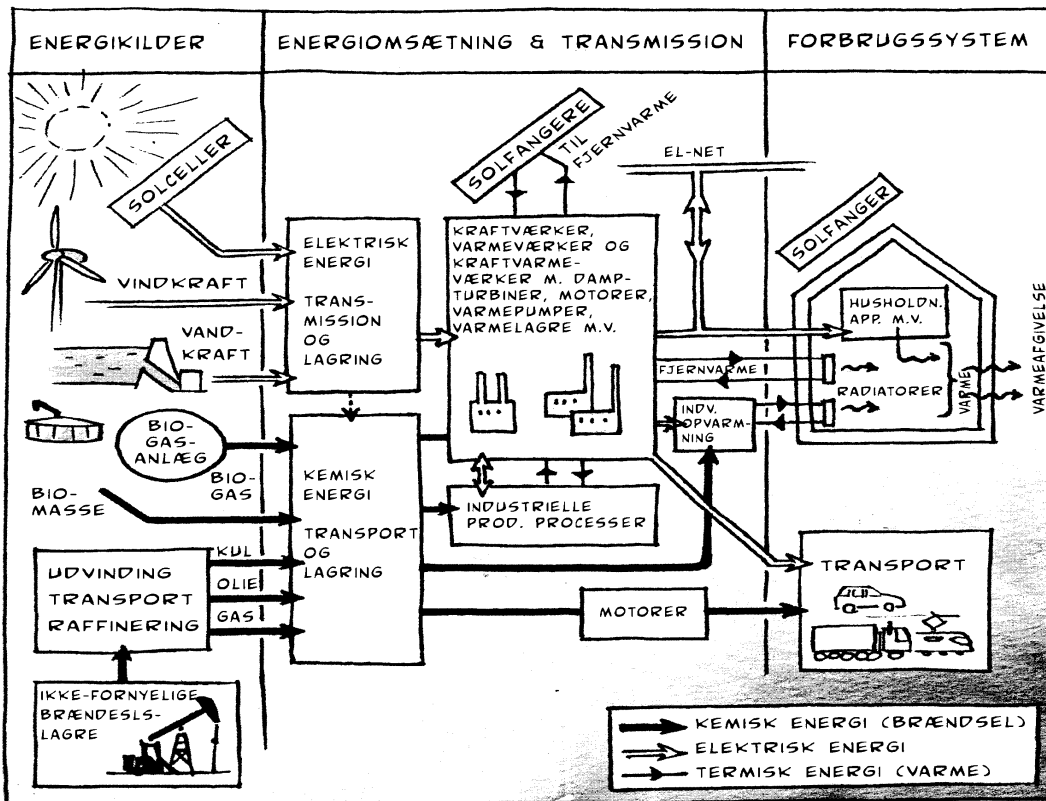 ENERGIKILDER
ENERGIOMSÆTNING & TRANSMISSION
FORBRUGSSYSTEM
SOLCELLER
VINDKRAFT
VAND-
KRAFT
BIO-
GAS-
ANLÆG
BIO-
GAS
BIO-
MASSE
UDVINDING
TRANSPORT
RAFFINERING
KUL
OLIE
GAS
IKKE-FORNYELIGE
BRÆNDESLS-
LAGRE
ELEKTRISK
ENERGI
TRANS-
MISSION
OG
LAGRING
KEMISK
ENERGI
TRANSPORT
OG
LAGRING
SOLFANGERE
TIL
FJERNVARME
KRAFTVÆRKER,
VARMEVÆRKER OG
KRAFTVARME-
VÆRKER M. DAMP-
TURBINER, MOTORER,
VARMEPUMPER,
VARMELAGRE M.V.
INDUSTRIELLE
PROD. PROCESSER
MOTORER
EL-NET
FJERNVARME
INDV.
OPVARM-
NING
SOLFANGER
HUSHOLDN.
APP. M.V.
RADIATORER
VARME
VARMEAFGIVELSE
TRANSPORT
KEMISK ENERGI (BRÆNDSEL)
ELEKTRISK ENERGI
TERMISK ENERGI (VARME)